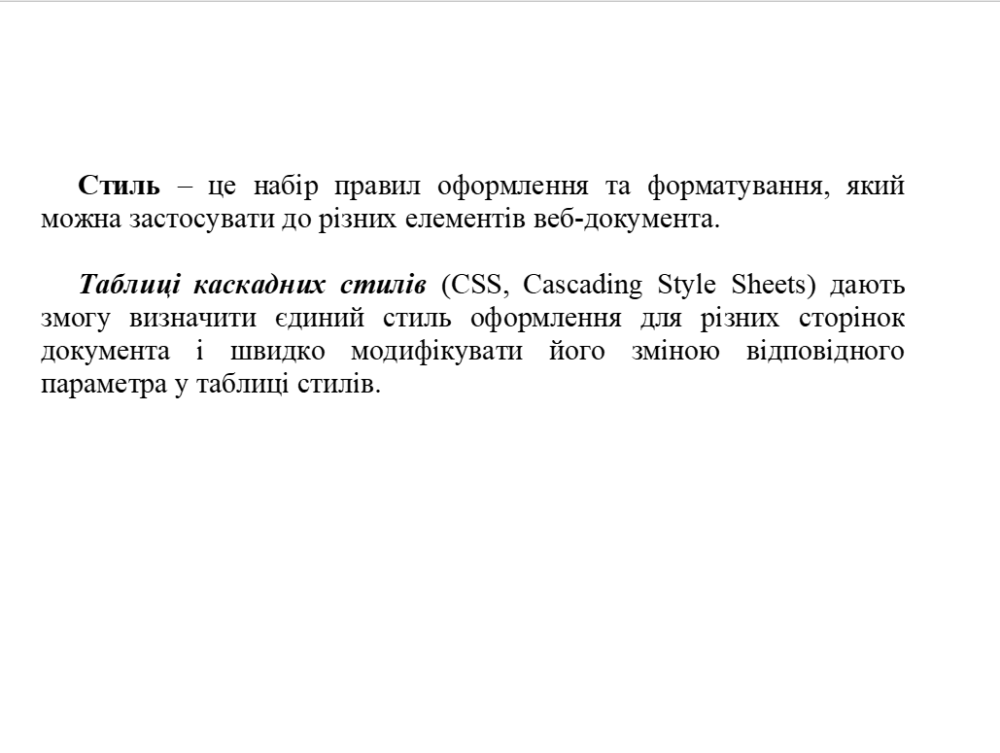 Стиль – це набір правил оформлення та форматування, який
можна застосувати до різних елементів веб-документа.
Таблиці каскадних стилів (CSS, Cascading Style Sheets) дають
змогу визначити єдиний стиль оформлення для різних сторінок
документа і швидко модифікувати його зміною відповідного
параметра у таблиці стилів.